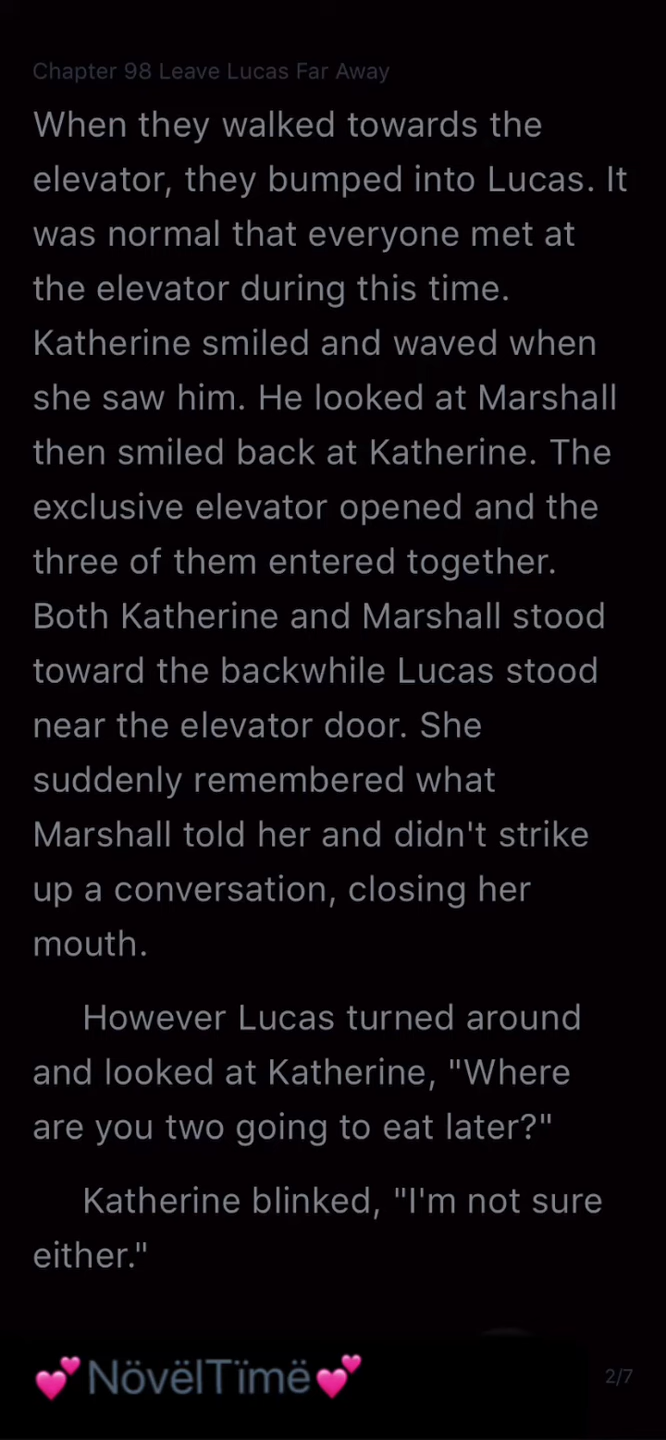 Chapter 98 Leave Lucas Far Away
When they walked towards the
elevator, they bumped into Lucas. It
was normal that everyone met at
the elevator during this time.
Katherine smiled and waved when
she saw him. He looked at Marshall
then smiled back at Katherine. The
exclusive elevator opened and the
three of them entered together.
Both Katherine and Marshall stood
toward the backwhile Lucas stood
near the elevator door. She
suddenly remembered what
Marshall told her and didn't strike
up a conversation, closing her
mouth.
However Lucas turned around
and looked at Katherine, "Where
are you two going to eat later?"
Katherine blinked, "I'm not sure
either."
💕NövëlTïmë💕
2/7